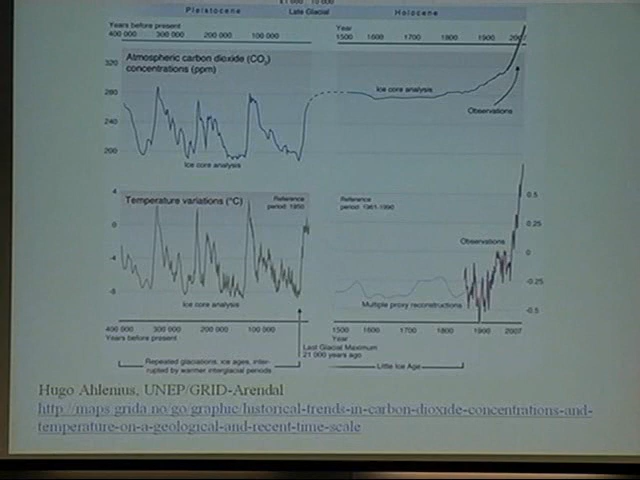 Pleistocene Late Glacial Holocene
Years before present
400 000 300 000 200 000 100 000
Year
1500 1600 1700 1800 1900
Atmospheric carbon dioxide (CO2)
concentrations (ppm)
320
280
240
200
Ice core analysis
Ice core analysis
Observations
Temperature variations (°C)
Reference
period: 1950
Reference
period: 1961-1990
4
0
-4
-8
0.5
0.25
0
-0.25
-0.5
Observations
Ice core analysis
Multiple proxy reconstructions
400 000 300 000 200 000 100 000
Years before present
1500 1600 1700 1800 1900 2007
Year
Last Glacial Maximum
21 000 years ago
Repeated glaciations, ice ages, inter-
rupted by warmer interglacial periods
Little Ice Age
Hugo Ahlenius, UNEP/GRID-Arendal
http://maps.grida.no/go/graphic/historical-trends-in-carbon-dioxide-concentrations-and-
temperature-on-a-geological-and-recent-time-scale